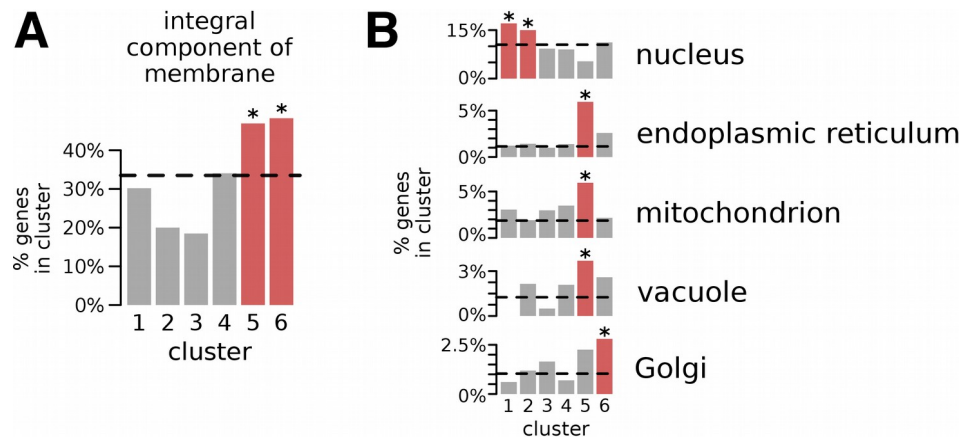 A
integral
component of
membrane
* *
40%
30%
20%
10%
0%
% genes
in cluster
1 2 3 4 5 6
cluster
B
* *
15%
0%
nucleus
*
5%
0%
endoplasmic reticulum
*
5%
0%
mitochondrion
*
3%
0%
vacuole
*
2.5%
0%
Golgi
% genes
in cluster
1 2 3 4 5 6
cluster